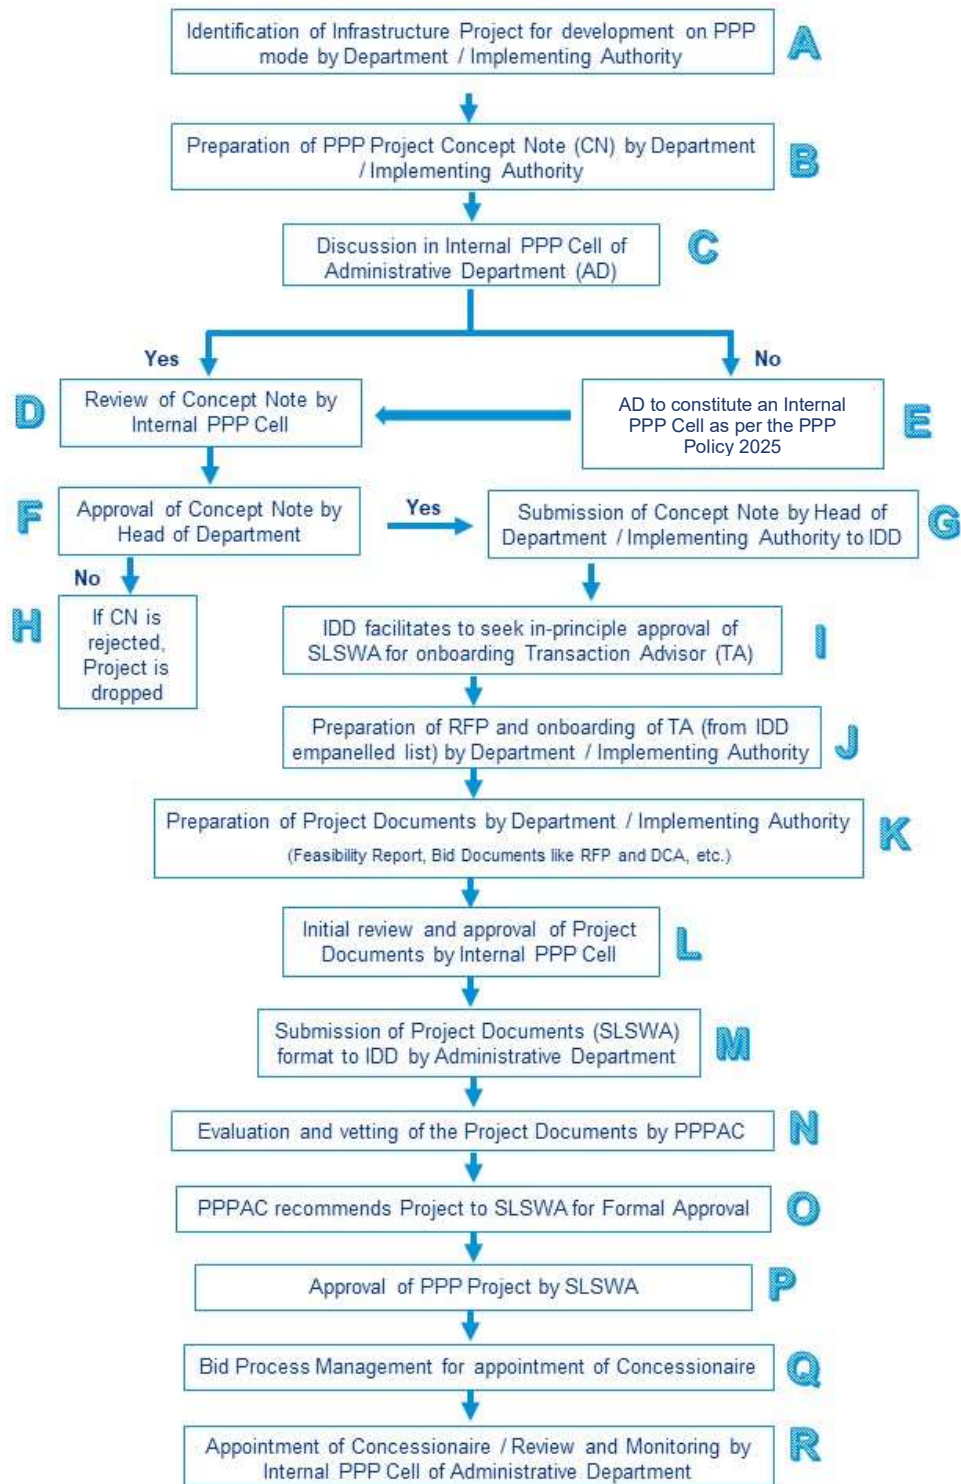 Identification of Infrastructure Project for development on PPP
mode by Department / Implementing Authority
A
Preparation of PPP Project Concept Note (CN) by Department
/ Implementing Authority
B
Discussion in Internal PPP Cell of
Administrative Department (AD)
C
Yes
No
D
Review of Concept Note by
Internal PPP Cell
AD to constitute an Internal
PPP Cell as per the PPP
Policy 2025
E
F
Approval of Concept Note by
Head of Department
Yes
Submission of Concept Note by Head of
Department / Implementing Authority to IDD
G
No
H
If CN is
rejected,
Project is
dropped
IDD facilitates to seek in-principle approval of
SLSWA for onboarding Transaction Advisor (TA)
I
Preparation of RFP and onboarding of TA (from IDD
empanelled list) by Department / Implementing Authority
J
Preparation of Project Documents by Department / Implementing Authority
(Feasibility Report, Bid Documents like RFP and DCA, etc.)
K
Initial review and approval of Project
Documents by Internal PPP Cell
L
Submission of Project Documents (SLSWA)
format to IDD by Administrative Department
M
Evaluation and vetting of the Project Documents by PPPAC
N
PPPAC recommends Project to SLSWA for Formal Approval
O
Approval of PPP Project by SLSWA
P
Bid Process Management for appointment of Concessionaire
Q
Appointment of Concessionaire / Review and Monitoring by
Internal PPP Cell of Administrative Department
R